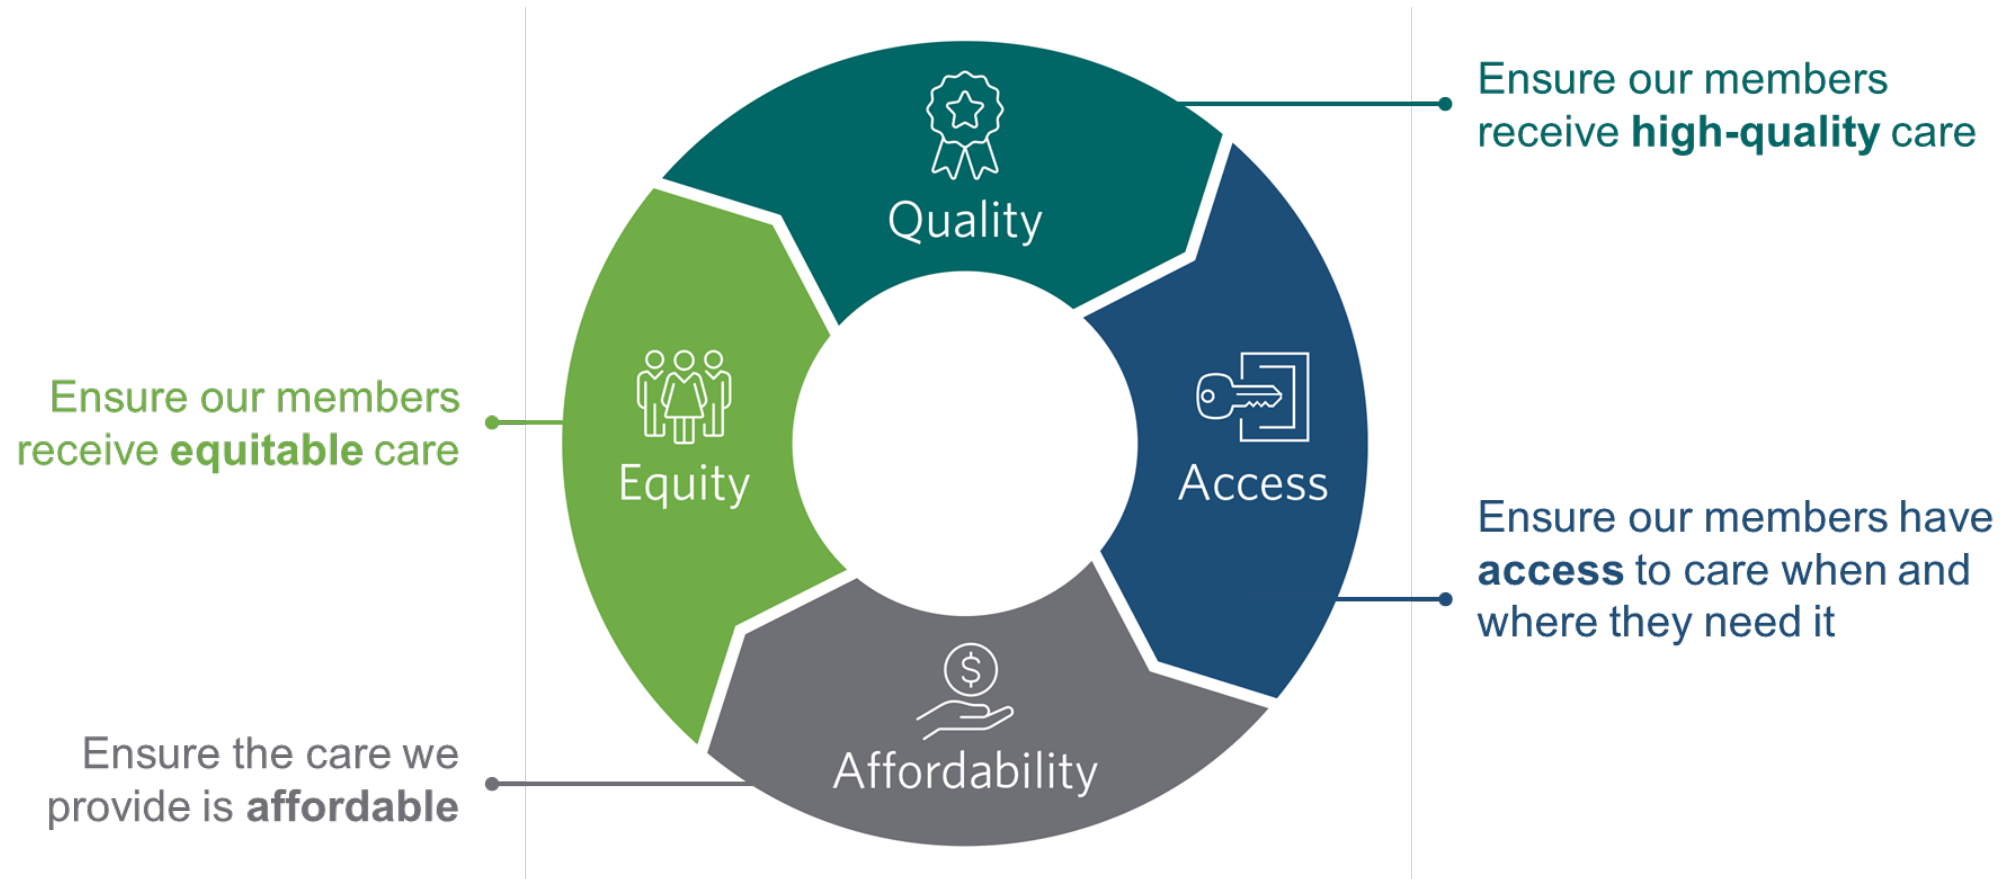 Quality
Ensure our members
receive high-quality care
Access
Ensure our members have
access to care when and
where they need it
$
Affordability
Ensure the care we
provide is affordable
Equity
Ensure our members
receive equitable care